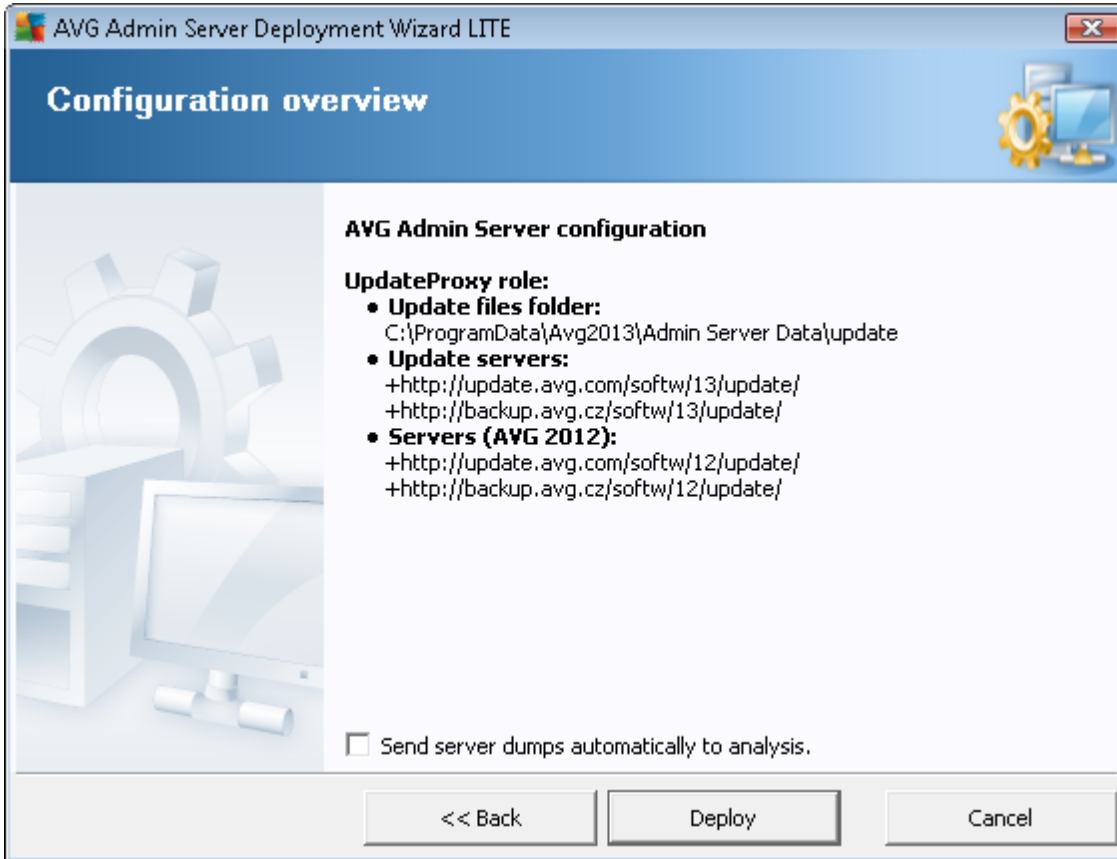 AVG Admin Server Deployment Wizard LITE
Configuration overview
AVG Admin Server configuration
UpdateProxy role:
● Update files folder:
C:\ProgramData\Avg2013\Admin Server Data\update
● Update servers:
+http://update.avg.com/softw/13/update/
+http://backup.avg.cz/softw/13/update/
● Servers (AVG 2012):
+http://update.avg.com/softw/12/update/
+http://backup.avg.cz/softw/12/update/
Send server dumps automatically to analysis.
<< Back
Deploy
Cancel